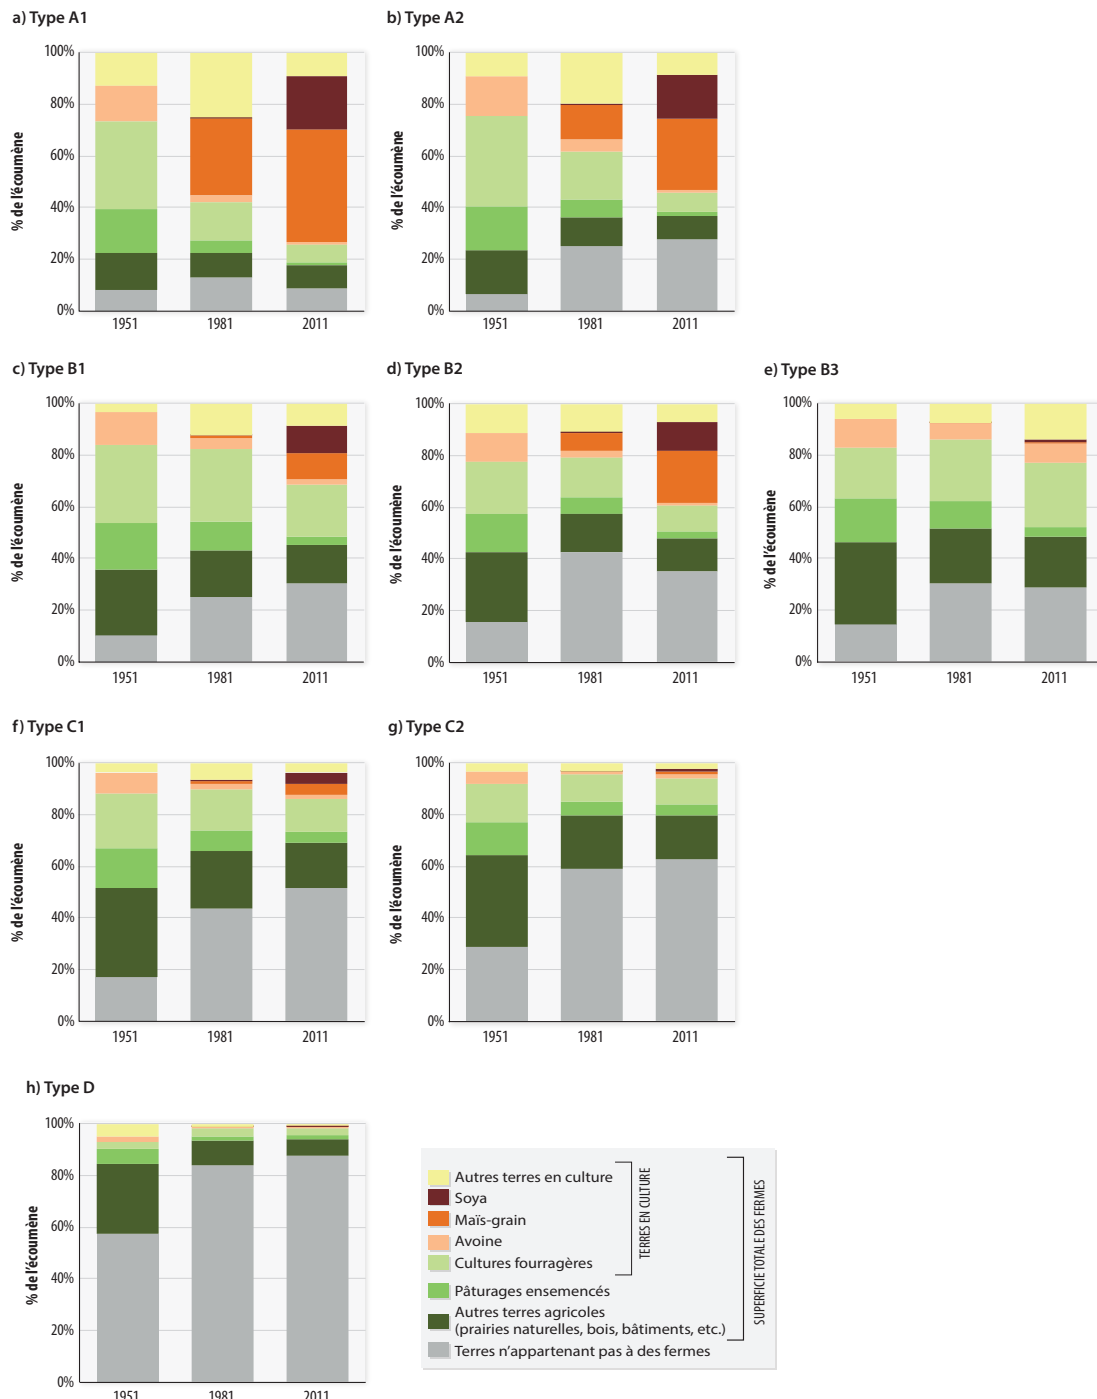 a) Type A1
100%
80%
60%
40%
20%
0%
% de l'écoumène
1951 1981 2011
b) Type A2
100%
80%
60%
40%
20%
0%
% de l'écoumène
1951 1981 2011
c) Type B1
100%
80%
60%
40%
20%
0%
% de l'écoumène
1951 1981 2011
d) Type B2
100%
80%
60%
40%
20%
0%
% de l'écoumène
1951 1981 2011
e) Type B3
100%
80%
60%
40%
20%
0%
% de l'écoumène
1951 1981 2011
f) Type C1
100%
80%
60%
40%
20%
0%
% de l'écoumène
1951 1981 2011
g) Type C2
100%
80%
60%
40%
20%
0%
% de l'écoumène
1951 1981 2011
h) Type D
100%
80%
60%
40%
20%
0%
% de l'écoumène
1951 1981 2011
Autres terres en culture
Soya
Maïs-grain
Avoine
Cultures fourragères
Pâturages ensemencés
Autres terres agricoles
(prairies naturelles, bois, bâtiments, etc.)
Terres n'appartenant pas à des fermes
TERRES EN CULTURE
SUPERFICIE TOTALE DES FERMES